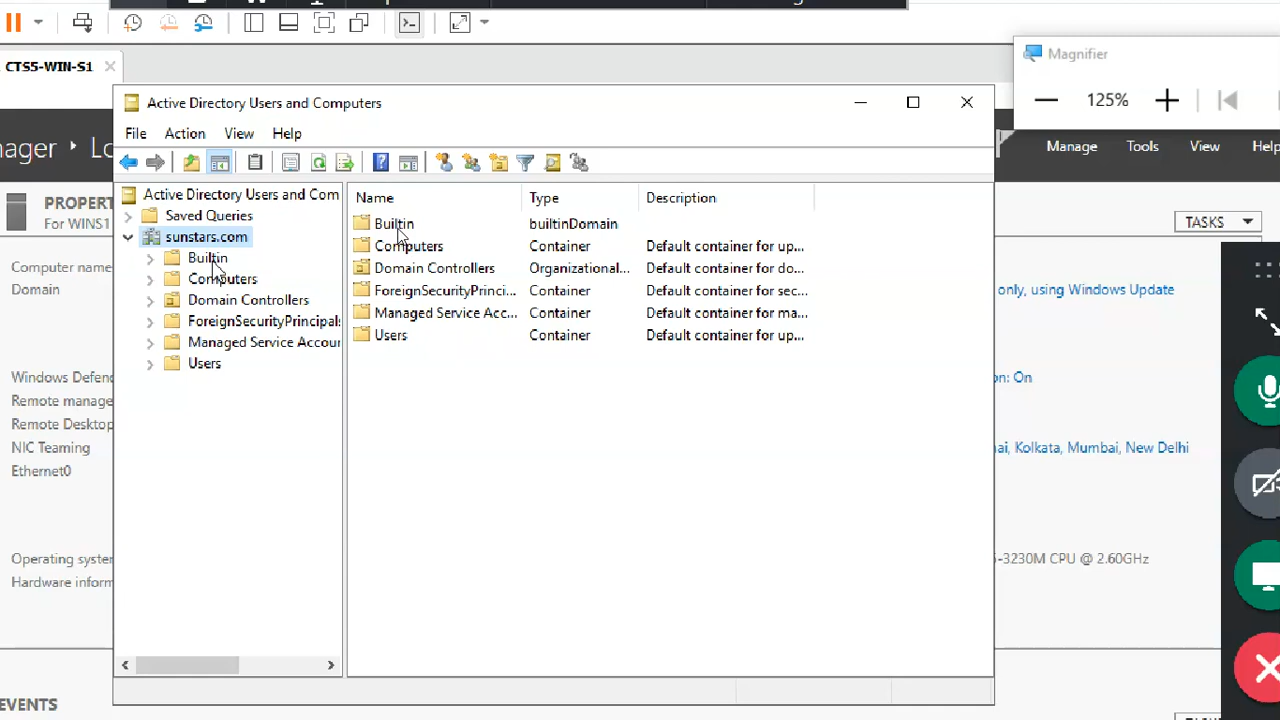 CTS5-WIN-S1
Magnifier
125%
Active Directory Users and Computers
File Action View Help
Manage Tools View Help
Active Directory Users and Com
Saved Queries
sunstars.com
Builtin
Computers
Domain Controllers
ForeignSecurityPrincipals
Managed Service Accour
Users
Name Type Description
Builtin builtinDomain
Computers Container Default container for up...
Domain Controllers Organizational... Default container for do...
ForeignSecurityPrinci... Container Default container for sec...
Managed Service Acc... Container Default container for ma...
Users Container Default container for up...
PROPERT
For WINS1
TASKS
Computer name
Domain
only, using Windows Update
Windows Defend
on: On
Remote manage
Remote Desktop
NIC Teaming
nai, Kolkata, Mumbai, New Delhi
Ethernet0
Operating syster
5-3230M CPU @ 2.60GHz
Hardware inforn
EVENTS